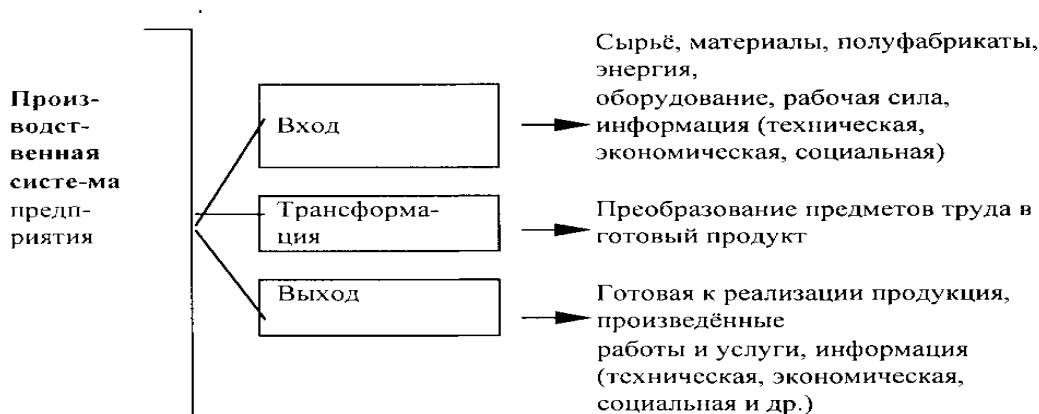 Произ-
водст-
венная
систе-ма
предп-
риятия
Вход
Сырьё, материалы, полуфабрикаты,
энергия,
оборудование, рабочая сила,
информация (техническая,
экономическая, социальная)
Трансформа-
ция
Преобразование предметов труда в
готовый продукт
Выход
Готовая к реализации продукция,
произведённые
работы и услуги, информация
(техническая, экономическая,
социальная и др.)